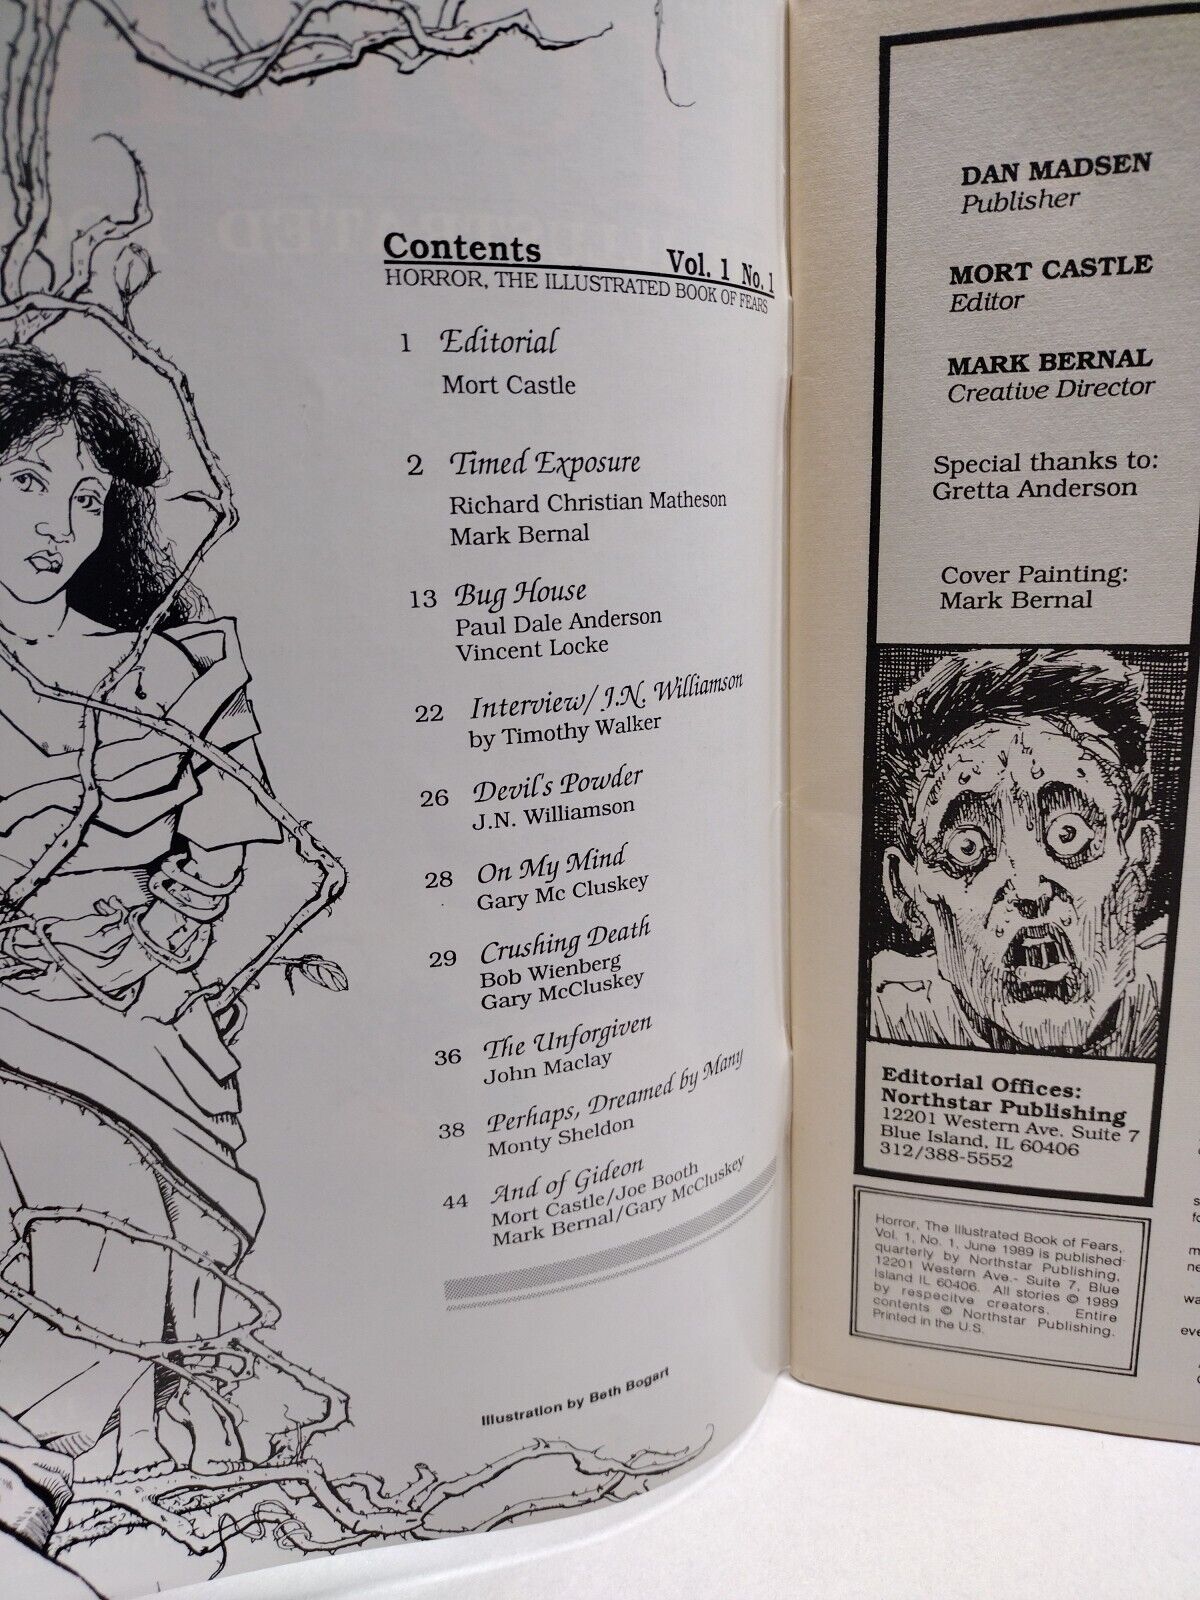 Contents
Vol. 1 No. 1
HORROR, THE ILLUSTRATED BOOK OF FEARS
1 Editorial
Mort Castle
2 Timed Exposure
Richard Christian Matheson
Mark Bernal
13 Bug House
Paul Dale Anderson
Vincent Locke
22 Interview/ J.N. Williamson
by Timothy Walker
26 Devil's Powder
J.N. Williamson
28 On My Mind
Gary Mc Cluskey
29 Crushing Death
Bob Wienberg
Gary McCluskey
36 The Unforgiven
John Maclay
38 Perhaps, Dreamed by Many
Monty Sheldon
44 And of Gideon
Mort Castle/Joe Booth
Mark Bernal/Gary McCluskey
Illustration by Beth Bogart
DAN MADSEN
Publisher
MORT CASTLE
Editor
MARK BERNAL
Creative Director
Special thanks to:
Gretta Anderson
Cover Painting:
Mark Bernal
Editorial Offices:
Northstar Publishing
12201 Western Ave. Suite 7
Blue Island, IL 60406
312/388-5552
Horror, The Illustrated Book of Fears,
Vol. 1, No. 1, June 1989 is published
quarterly by Northstar Publishing,
12201 Western Ave.- Suite 7, Blue
Island IL 60406. All stories © 1989
by respecitve creators. Entire
contents © Northstar Publishing.
Printed in the U.S.